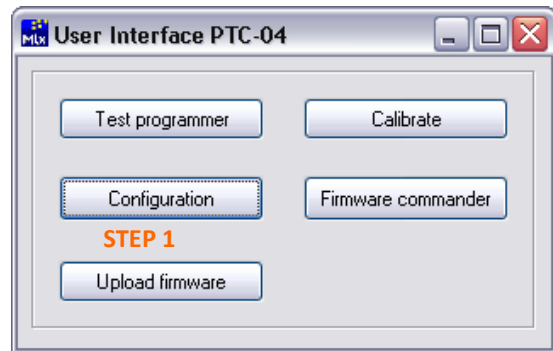 Mlx User Interface PTC-04
Test programmer Calibrate
Configuration Firmware commander
STEP 1
Upload firmware